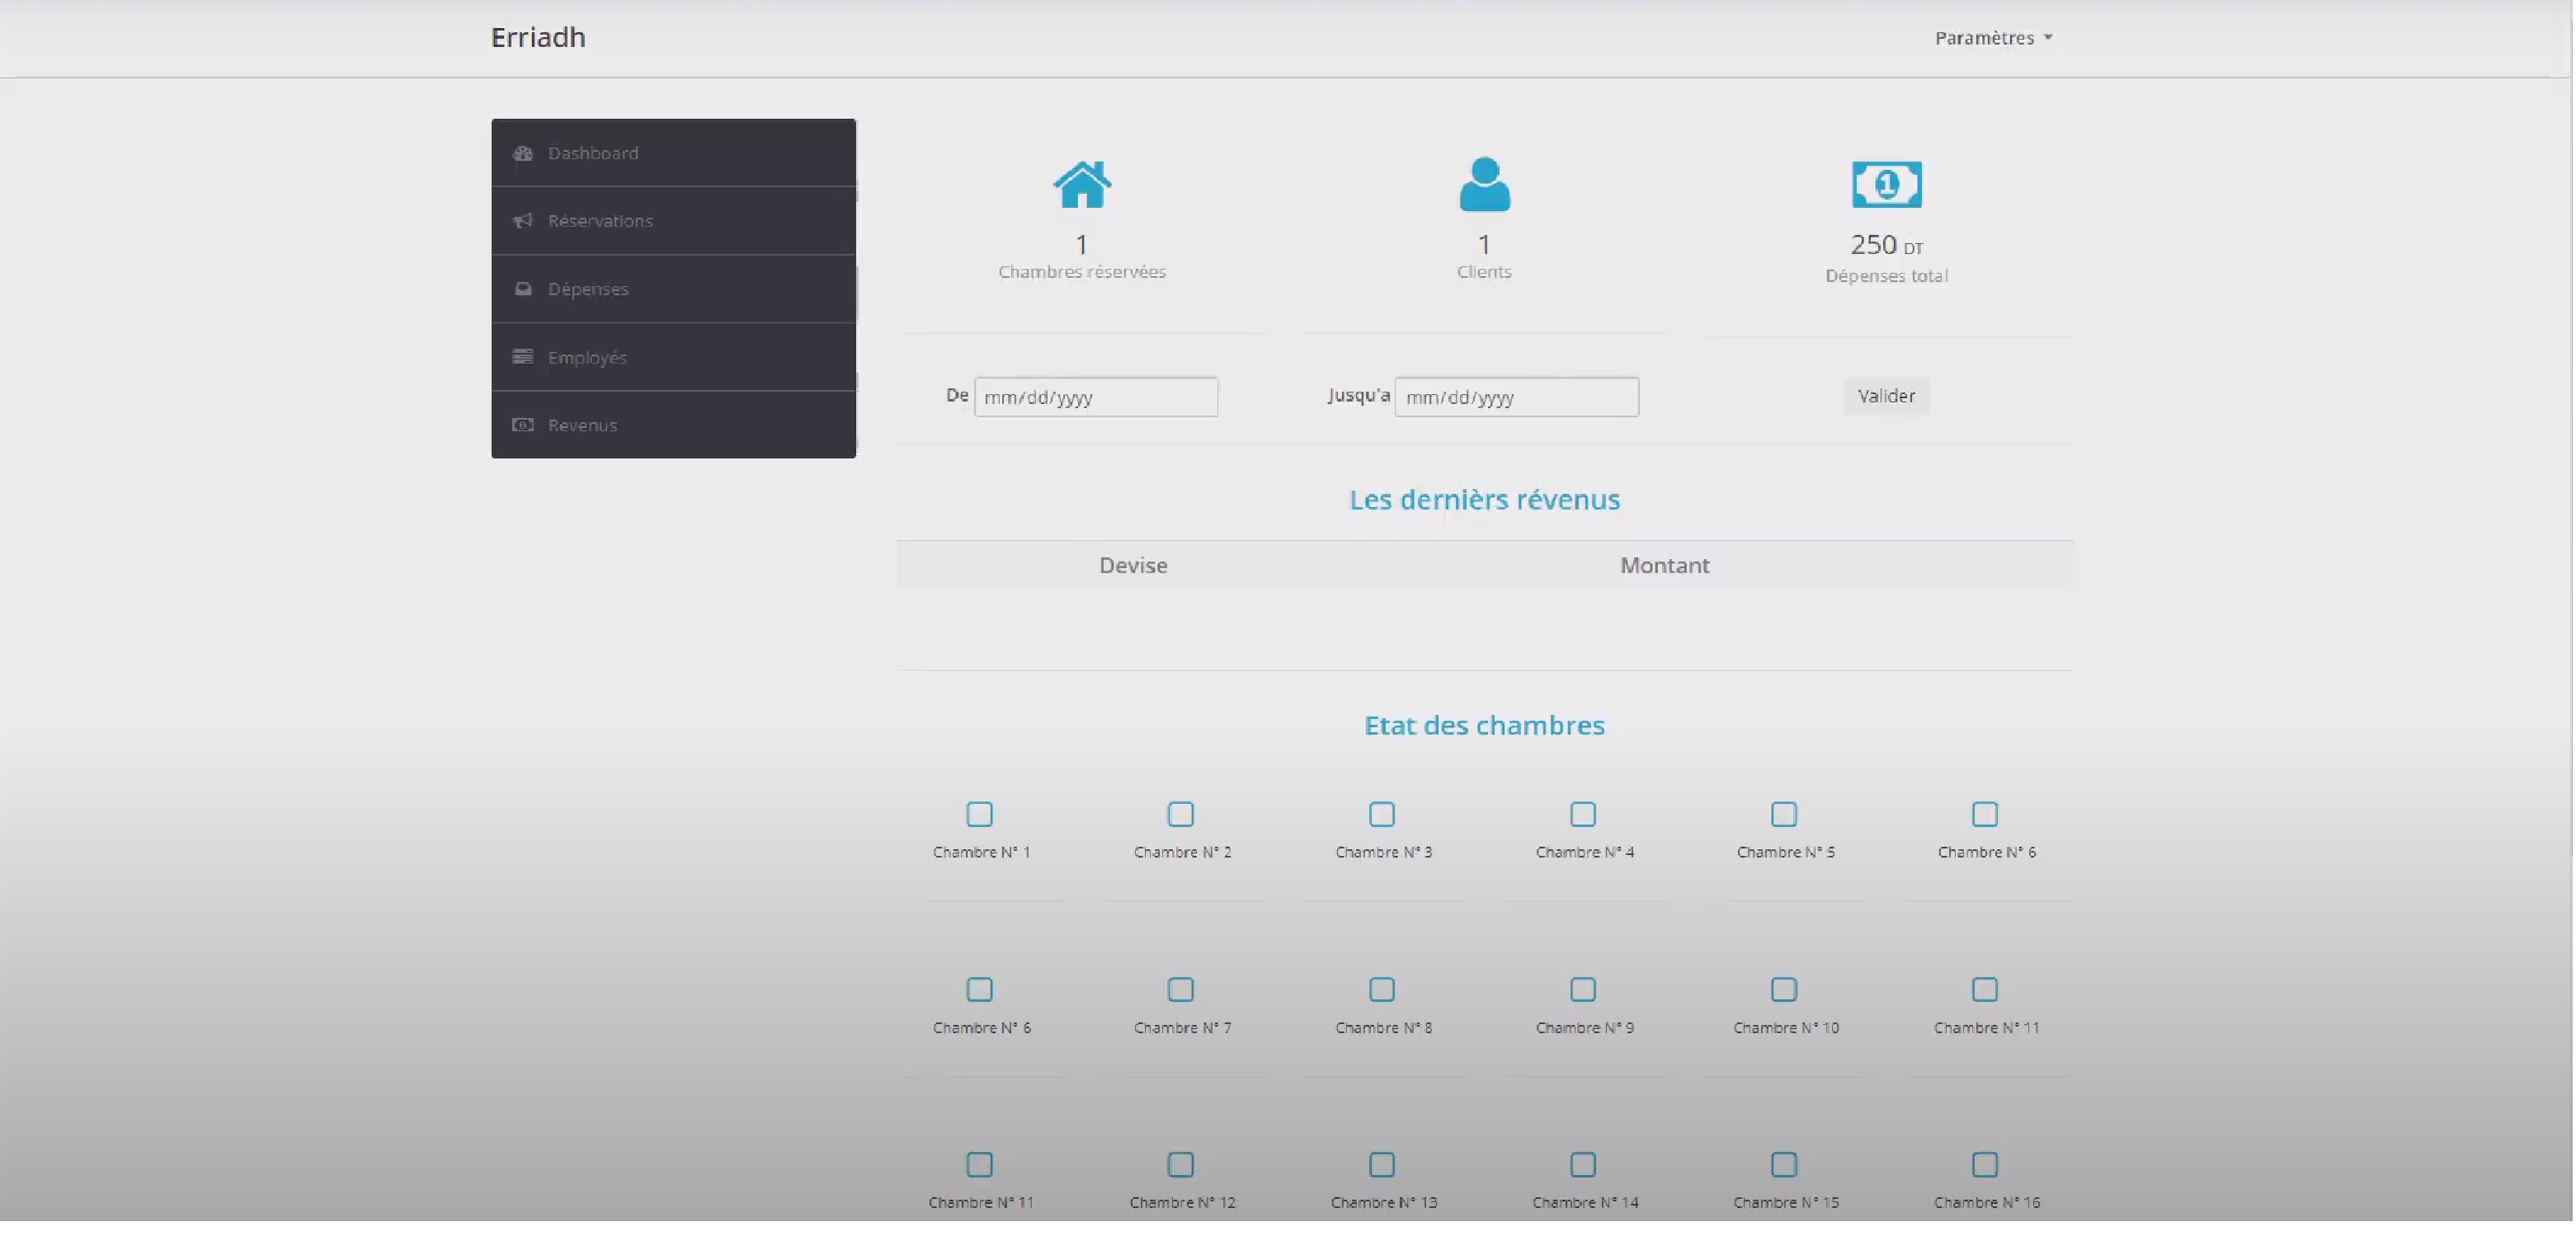 Erriadh
Paramètres
Dashboard
Réservations
Dépenses
Employés
Revenus
1
Chambres réservées
1
Clients
1
250 DT
Dépenses total
De mm/dd/yyyy
Jusqu'a mm/dd/yyyy
Valider
Les dernièrs révenus
Devise Montant
Etat des chambres
Chambre N° 1 Chambre N° 2 Chambre N° 3 Chambre N° 4 Chambre N° 5 Chambre N° 6
Chambre N° 6 Chambre N° 7 Chambre N° 8 Chambre N° 9 Chambre N° 10 Chambre N° 11
Chambre N° 11 Chambre N° 12 Chambre N° 13 Chambre N° 14 Chambre N° 15 Chambre N° 16